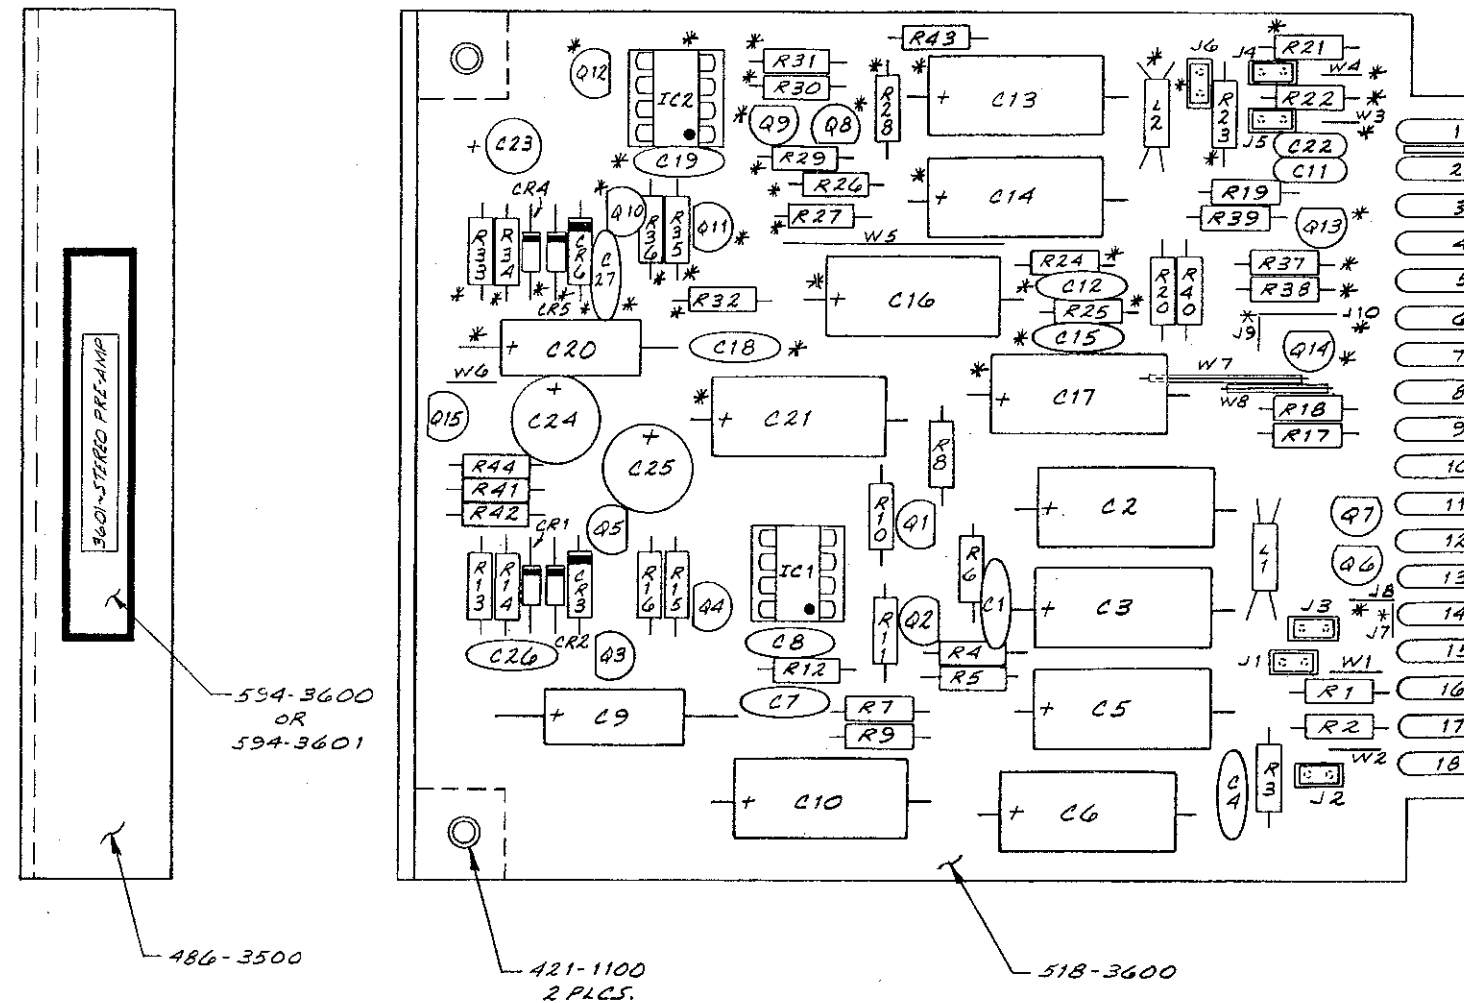 3601~STEREO PRE-AMP
594-3600
OR
594-3601
486-3500
421-1100
2 PLCS.
518-3600
R43
* Q12
* IC2
* R31
* R30
* Q9
Q8 *
* R28
* + C13
* L2
J6 *
J4 *
* R21
W4 *
R22 *
W3 *
J5
R23 *
+ C23
* C19
* R29
* R26
* R27
* + C14
C22
C11
R19
R39
Q13 *
CR4
* Q10
R33 *
R34 *
CR5 *
CR6 *
C27 *
R36 *
R35 *
Q11 *
W5
R24 *
* C12
R25 *
* C15
R20
R40 *
R37 *
R38 *
* J9
J10 *
* R32
* + C16
* + C20
C18 *
Q14 *
W6
Q15
+ C24
+ C25
* + C21
* + C17
W7
W8
R18
R17
R8
R44
R41
R42
CR1
Q5
R10
Q1
+ C2
L1
Q7
Q6
R13
R14
CR2
CR3
R16
R15
Q4
IC1
R11
Q2
R6
C1
+ C3
J8 *
* J7
J3
C26
Q3
C8
R12
C7
R4
R5
J1
W1
R1
+ C9
R7
R9
+ C5
R2
W2
+ C10
+ C6
C4
R3
J2
1
2
3
4
5
6
7
8
9
10
11
12
13
14
15
16
17
18